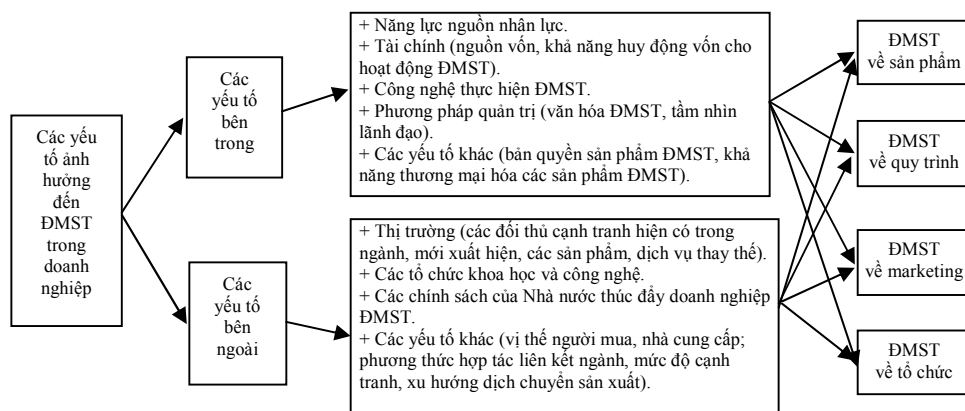 Các yếu
tố ảnh
hưởng
đến
ĐMST
trong
doanh
nghiệp
Các
yếu tố
bên
trong
Các
yếu tố
bên
ngoài
+ Năng lực nguồn nhân lực.
+ Tài chính (nguồn vốn, khả năng huy động vốn cho
hoạt động ĐMST).
+ Công nghệ thực hiện ĐMST.
+ Phương pháp quản trị (văn hóa ĐMST, tầm nhìn
lãnh đạo).
+ Các yếu tố khác (bản quyền sản phẩm ĐMST, khả
năng thương mại hóa các sản phẩm ĐMST).
+ Thị trường (các đối thủ cạnh tranh hiện có trong
ngành, mới xuất hiện, các sản phẩm, dịch vụ thay thế).
+ Các tổ chức khoa học và công nghệ.
+ Các chính sách của Nhà nước thúc đẩy doanh nghiệp
ĐMST.
+ Các yếu tố khác (vị thế người mua, nhà cung cấp;
phương thức hợp tác liên kết ngành, mức độ cạnh
tranh, xu hướng dịch chuyển sản xuất).
ĐMST
về sản phẩm
ĐMST
về quy trình
ĐMST
về marketing
ĐMST
về tổ chức